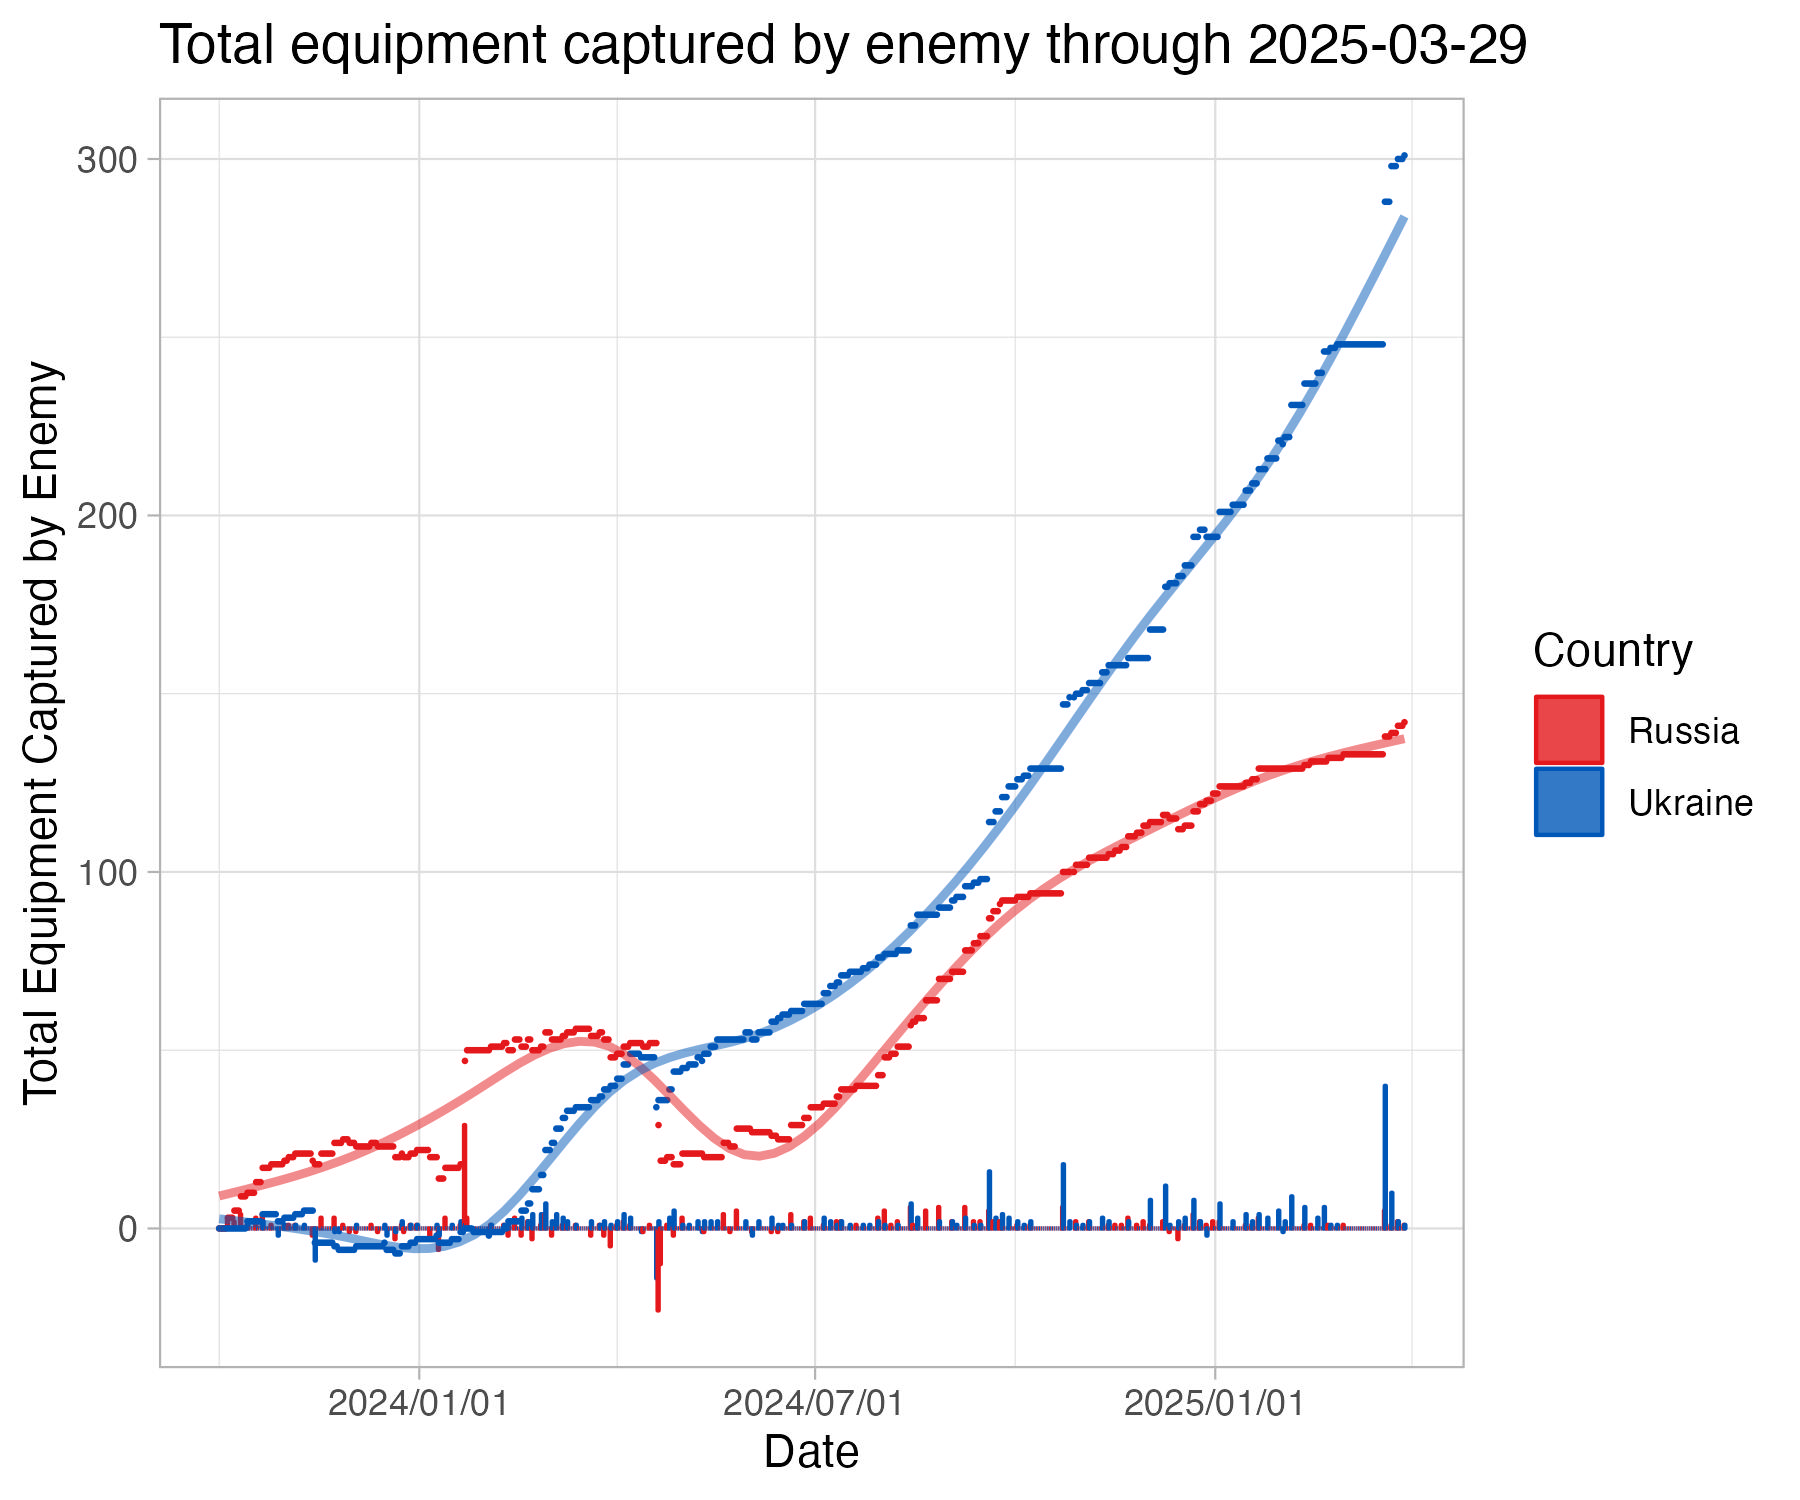 Total equipment captured by enemy through 2025-03-29
Total Equipment Captured by Enemy
300
200
100
0
2024/01/01
2024/07/01
2025/01/01
Date
Country
Russia
Ukraine